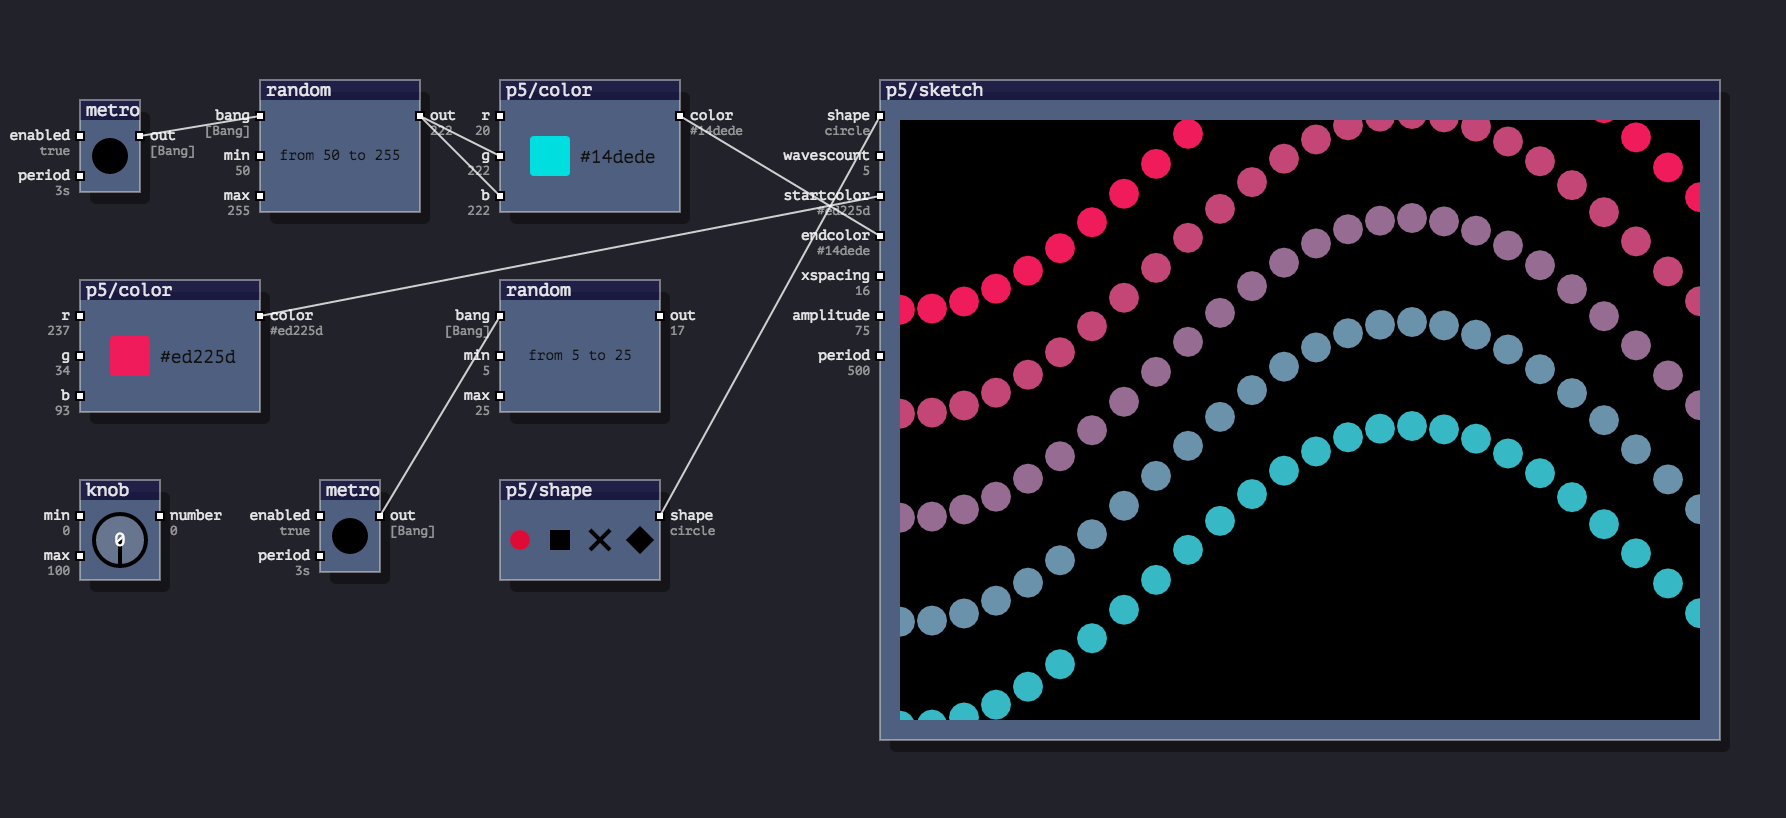 metro
enabled
true
period
3s
out
[Bang]
random
bang
[Bang]
min
50
max
255
from 50 to 255
out
222
p5/color
r
20
g
222
b
222
#14dede
color
#14dede
p5/sketch
shape
circle
wavescount
5
startcolor
#ed225d
endcolor
#14dede
xspacing
16
amplitude
75
period
500
p5/color
r
237
g
34
b
93
#ed225d
color
#ed225d
random
bang
[Bang]
min
5
max
25
from 5 to 25
out
17
knob
min
0
max
100
0
number
0
metro
enabled
true
period
3s
out
[Bang]
p5/shape
shape
circle